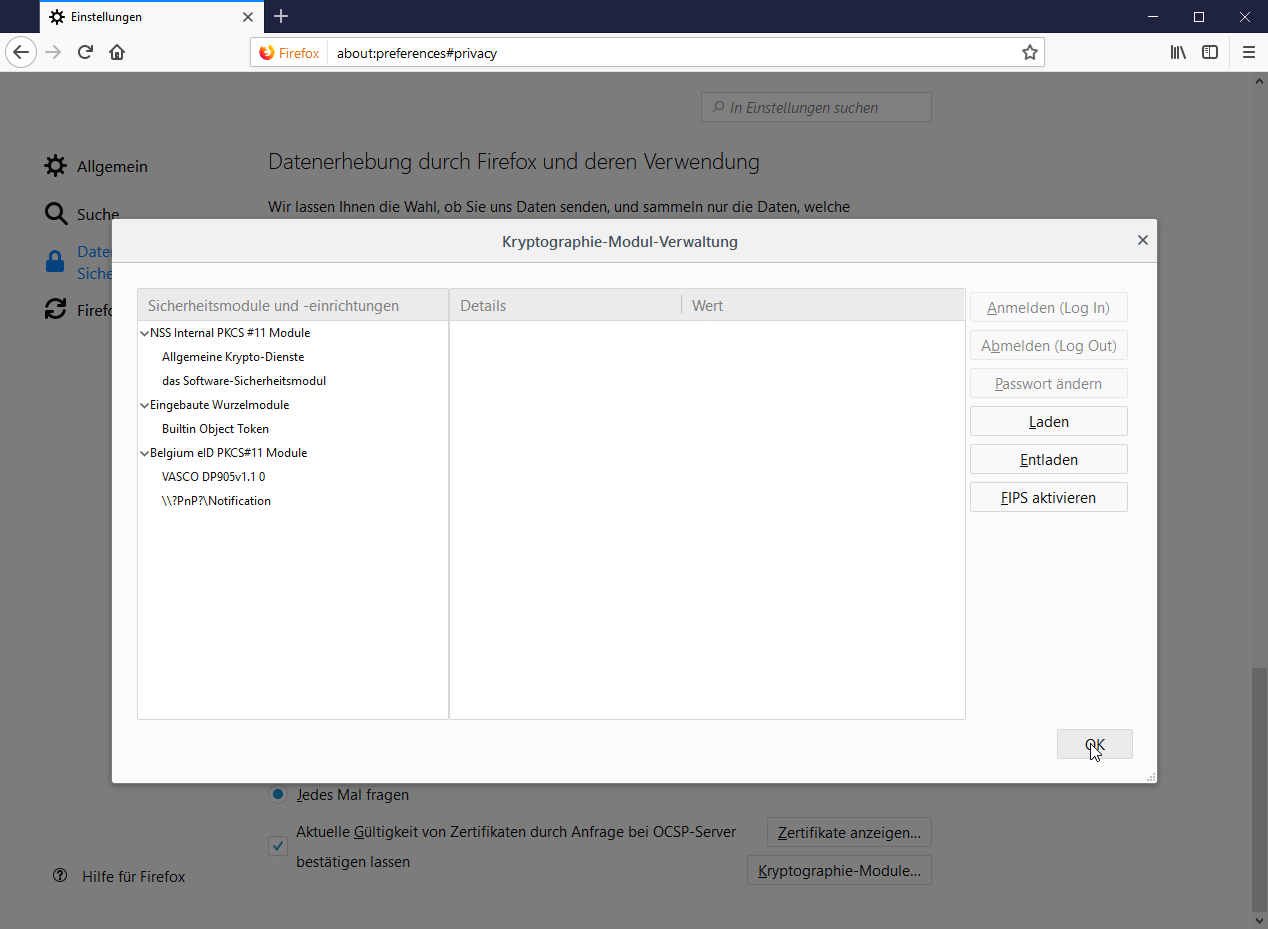 Einstellungen
Firefox
about:preferences#privacy
In Einstellungen suchen
Allgemein
Suche
Datenerhebung durch Firefox und deren Verwendung
Wir lassen Ihnen die Wahl, ob Sie uns Daten senden, und sammeln nur die Daten, welche
Kryptographie-Modul-Verwaltung
Sicherheitsmodule und -einrichtungen
Details
Wert
NSS Internal PKCS #11 Module
Allgemeine Krypto-Dienste
das Software-Sicherheitsmodul
Eingebaute Wurzelmodule
Builtin Object Token
Belgium eID PKCS#11 Module
VASCO DP905v1.1 0
\\?PnP?\Notification
Anmelden (Log In)
Abmelden (Log Out)
Passwort ändern
Laden
Entladen
FIPS aktivieren
OK
Jedes Mal fragen
Aktuelle Gültigkeit von Zertifikaten durch Anfrage bei OCSP-Server
bestätigen lassen
Zertifikate anzeigen...
Kryptographie-Module...
Hilfe für Firefox